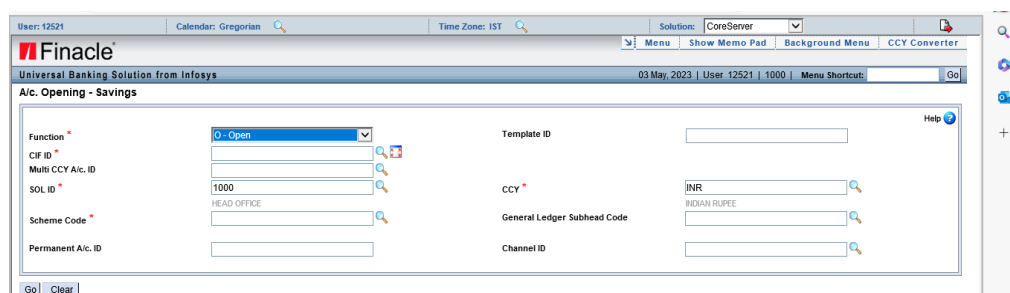 User: 12521 Calendar: Gregorian Time Zone: IST Solution: CoreServer
Finacle Menu Show Memo Pad Background Menu CCY Converter
Universal Banking Solution from Infosys 03 May, 2023 | User 12521 | 1000 | Menu Shortcut: Go
A/c. Opening - Savings
Help
Function * O - Open Template ID
CIF ID *
Multi CCY A/c. ID
SOL ID * 1000 CCY * INR
HEAD OFFICE INDIAN RUPEE
Scheme Code * General Ledger Subhead Code
Permanent A/c. ID Channel ID
Go Clear